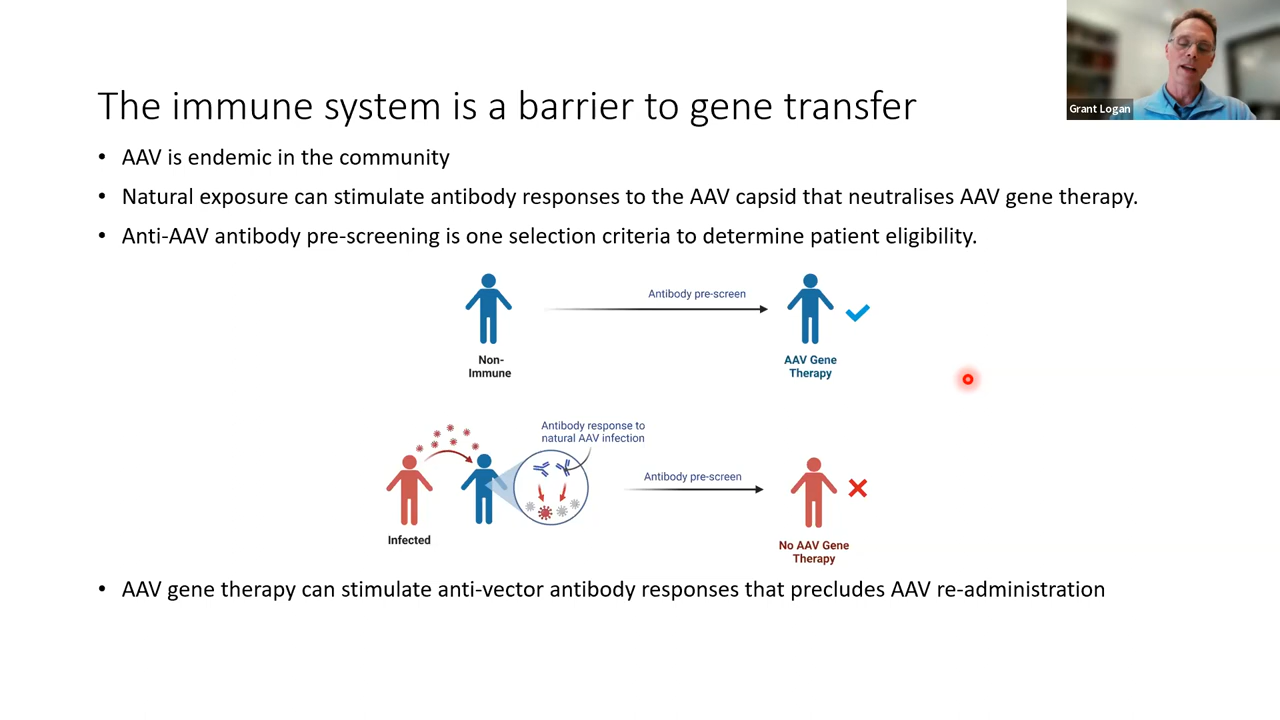 Grant Logan
The immune system is a barrier to gene transfer
• AAV is endemic in the community
• Natural exposure can stimulate antibody responses to the AAV capsid that neutralises AAV gene therapy.
• Anti-AAV antibody pre-screening is one selection criteria to determine patient eligibility.
Antibody pre-screen
Non-
Immune
AAV Gene
Therapy
Antibody response to
natural AAV infection
Antibody pre-screen
Infected
No AAV Gene
Therapy
• AAV gene therapy can stimulate anti-vector antibody responses that precludes AAV re-administration